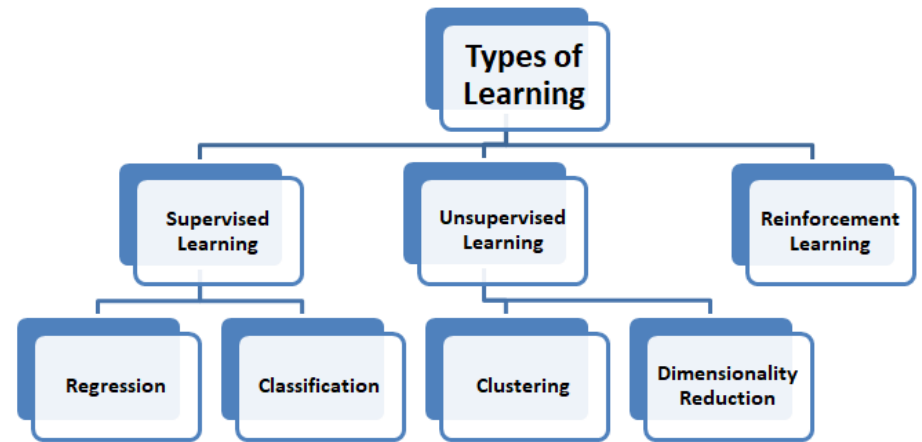 Types of
Learning
Supervised
Learning
Unsupervised
Learning
Reinforcement
Learning
Regression
Classification
Clustering
Dimensionality
Reduction